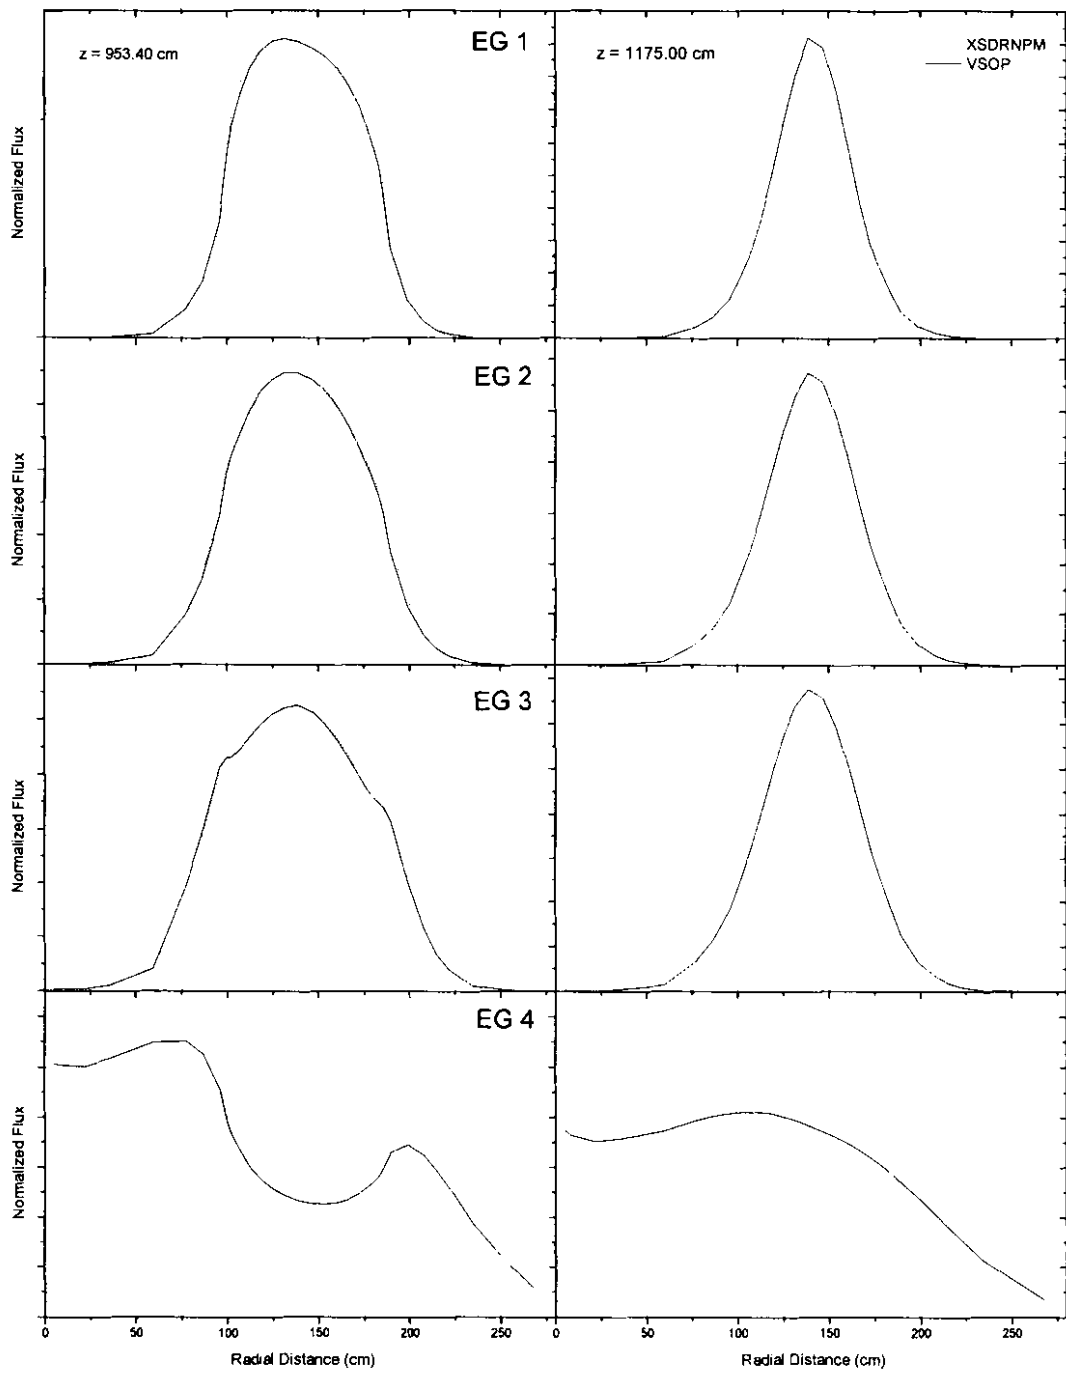 z = 953.40 cm
EG 1
z = 1175.00 cm
XSDRNPM
VSOP
Normalized Flux
EG 2
Normalized Flux
EG 3
Normalized Flux
EG 4
Normalized Flux
0 50 100 150 200 250 0 50 100 150 200 250
Radial Distance (cm) Radial Distance (cm)